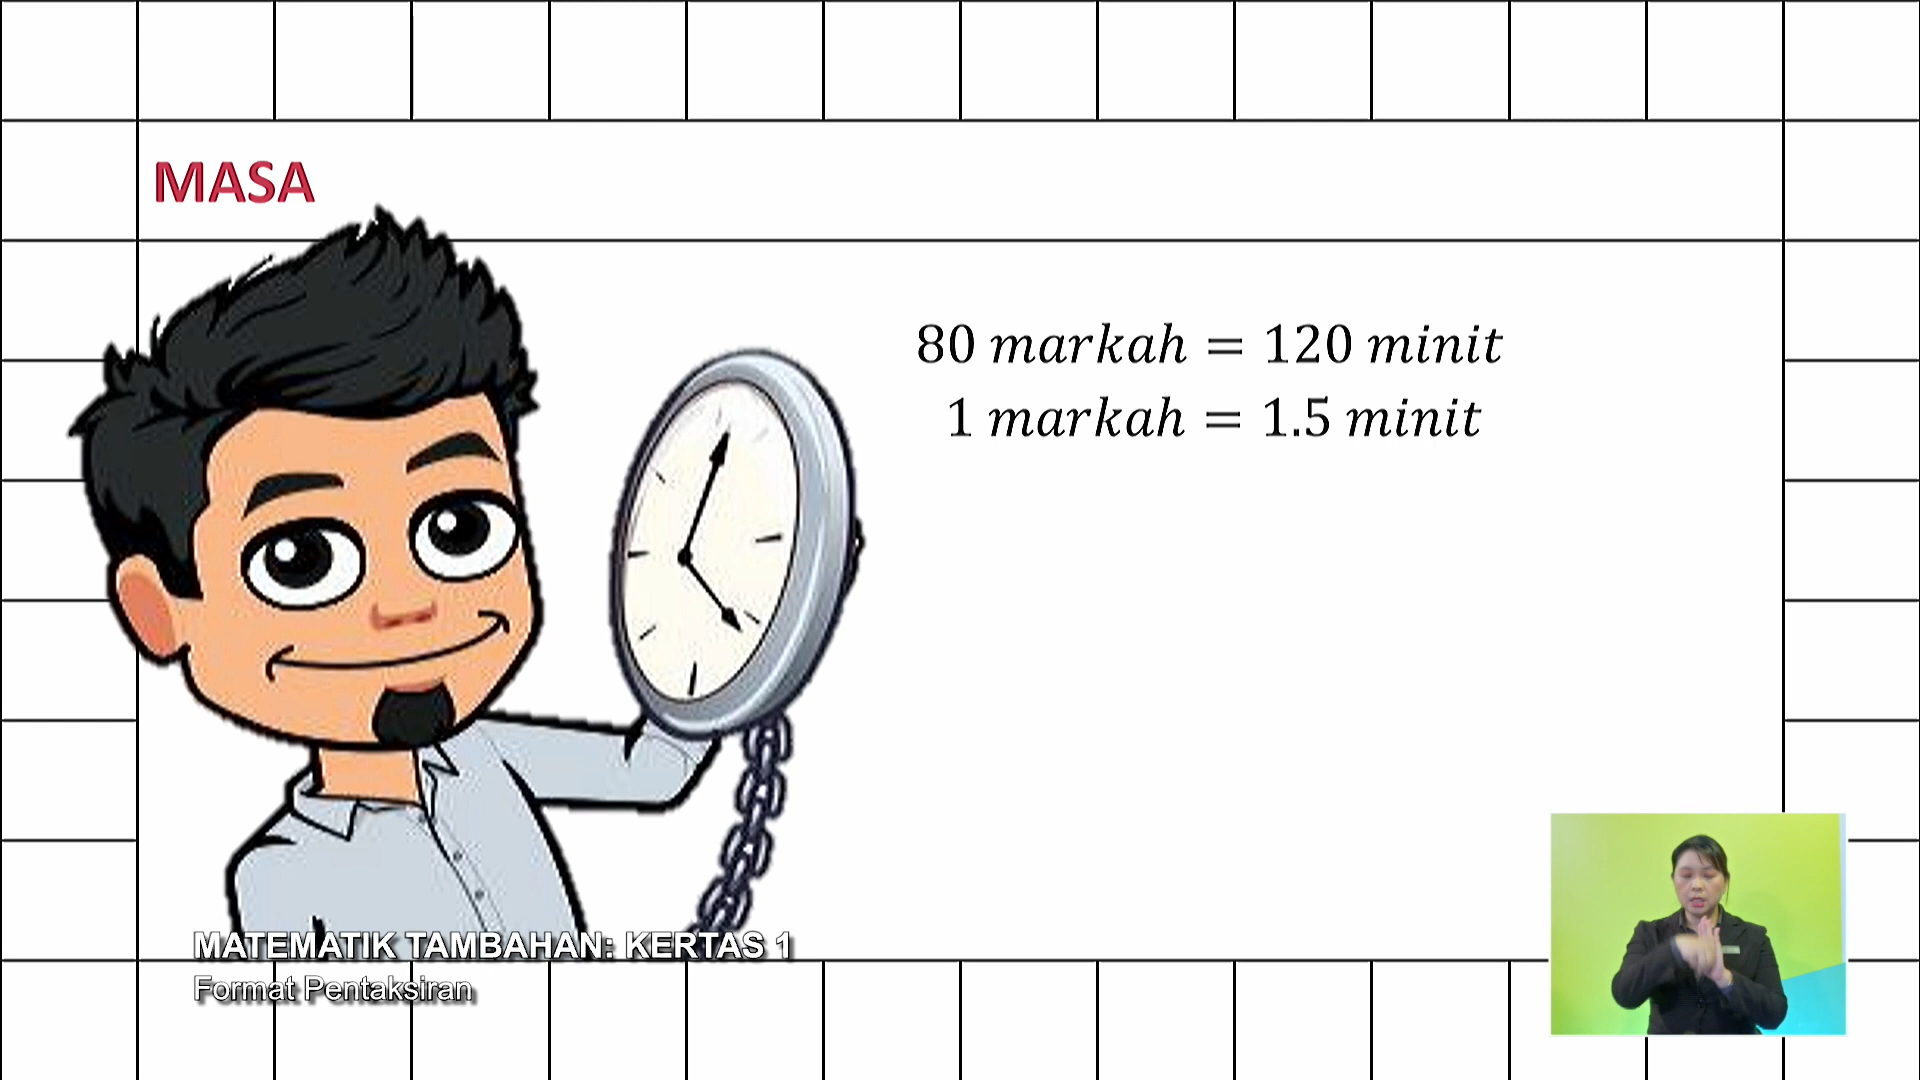 MASA
80 markah = 120 minit
1 markah = 1.5 minit
MATEMATIK TAMBAHAN: KERTAS 1
Format Pentaksiran